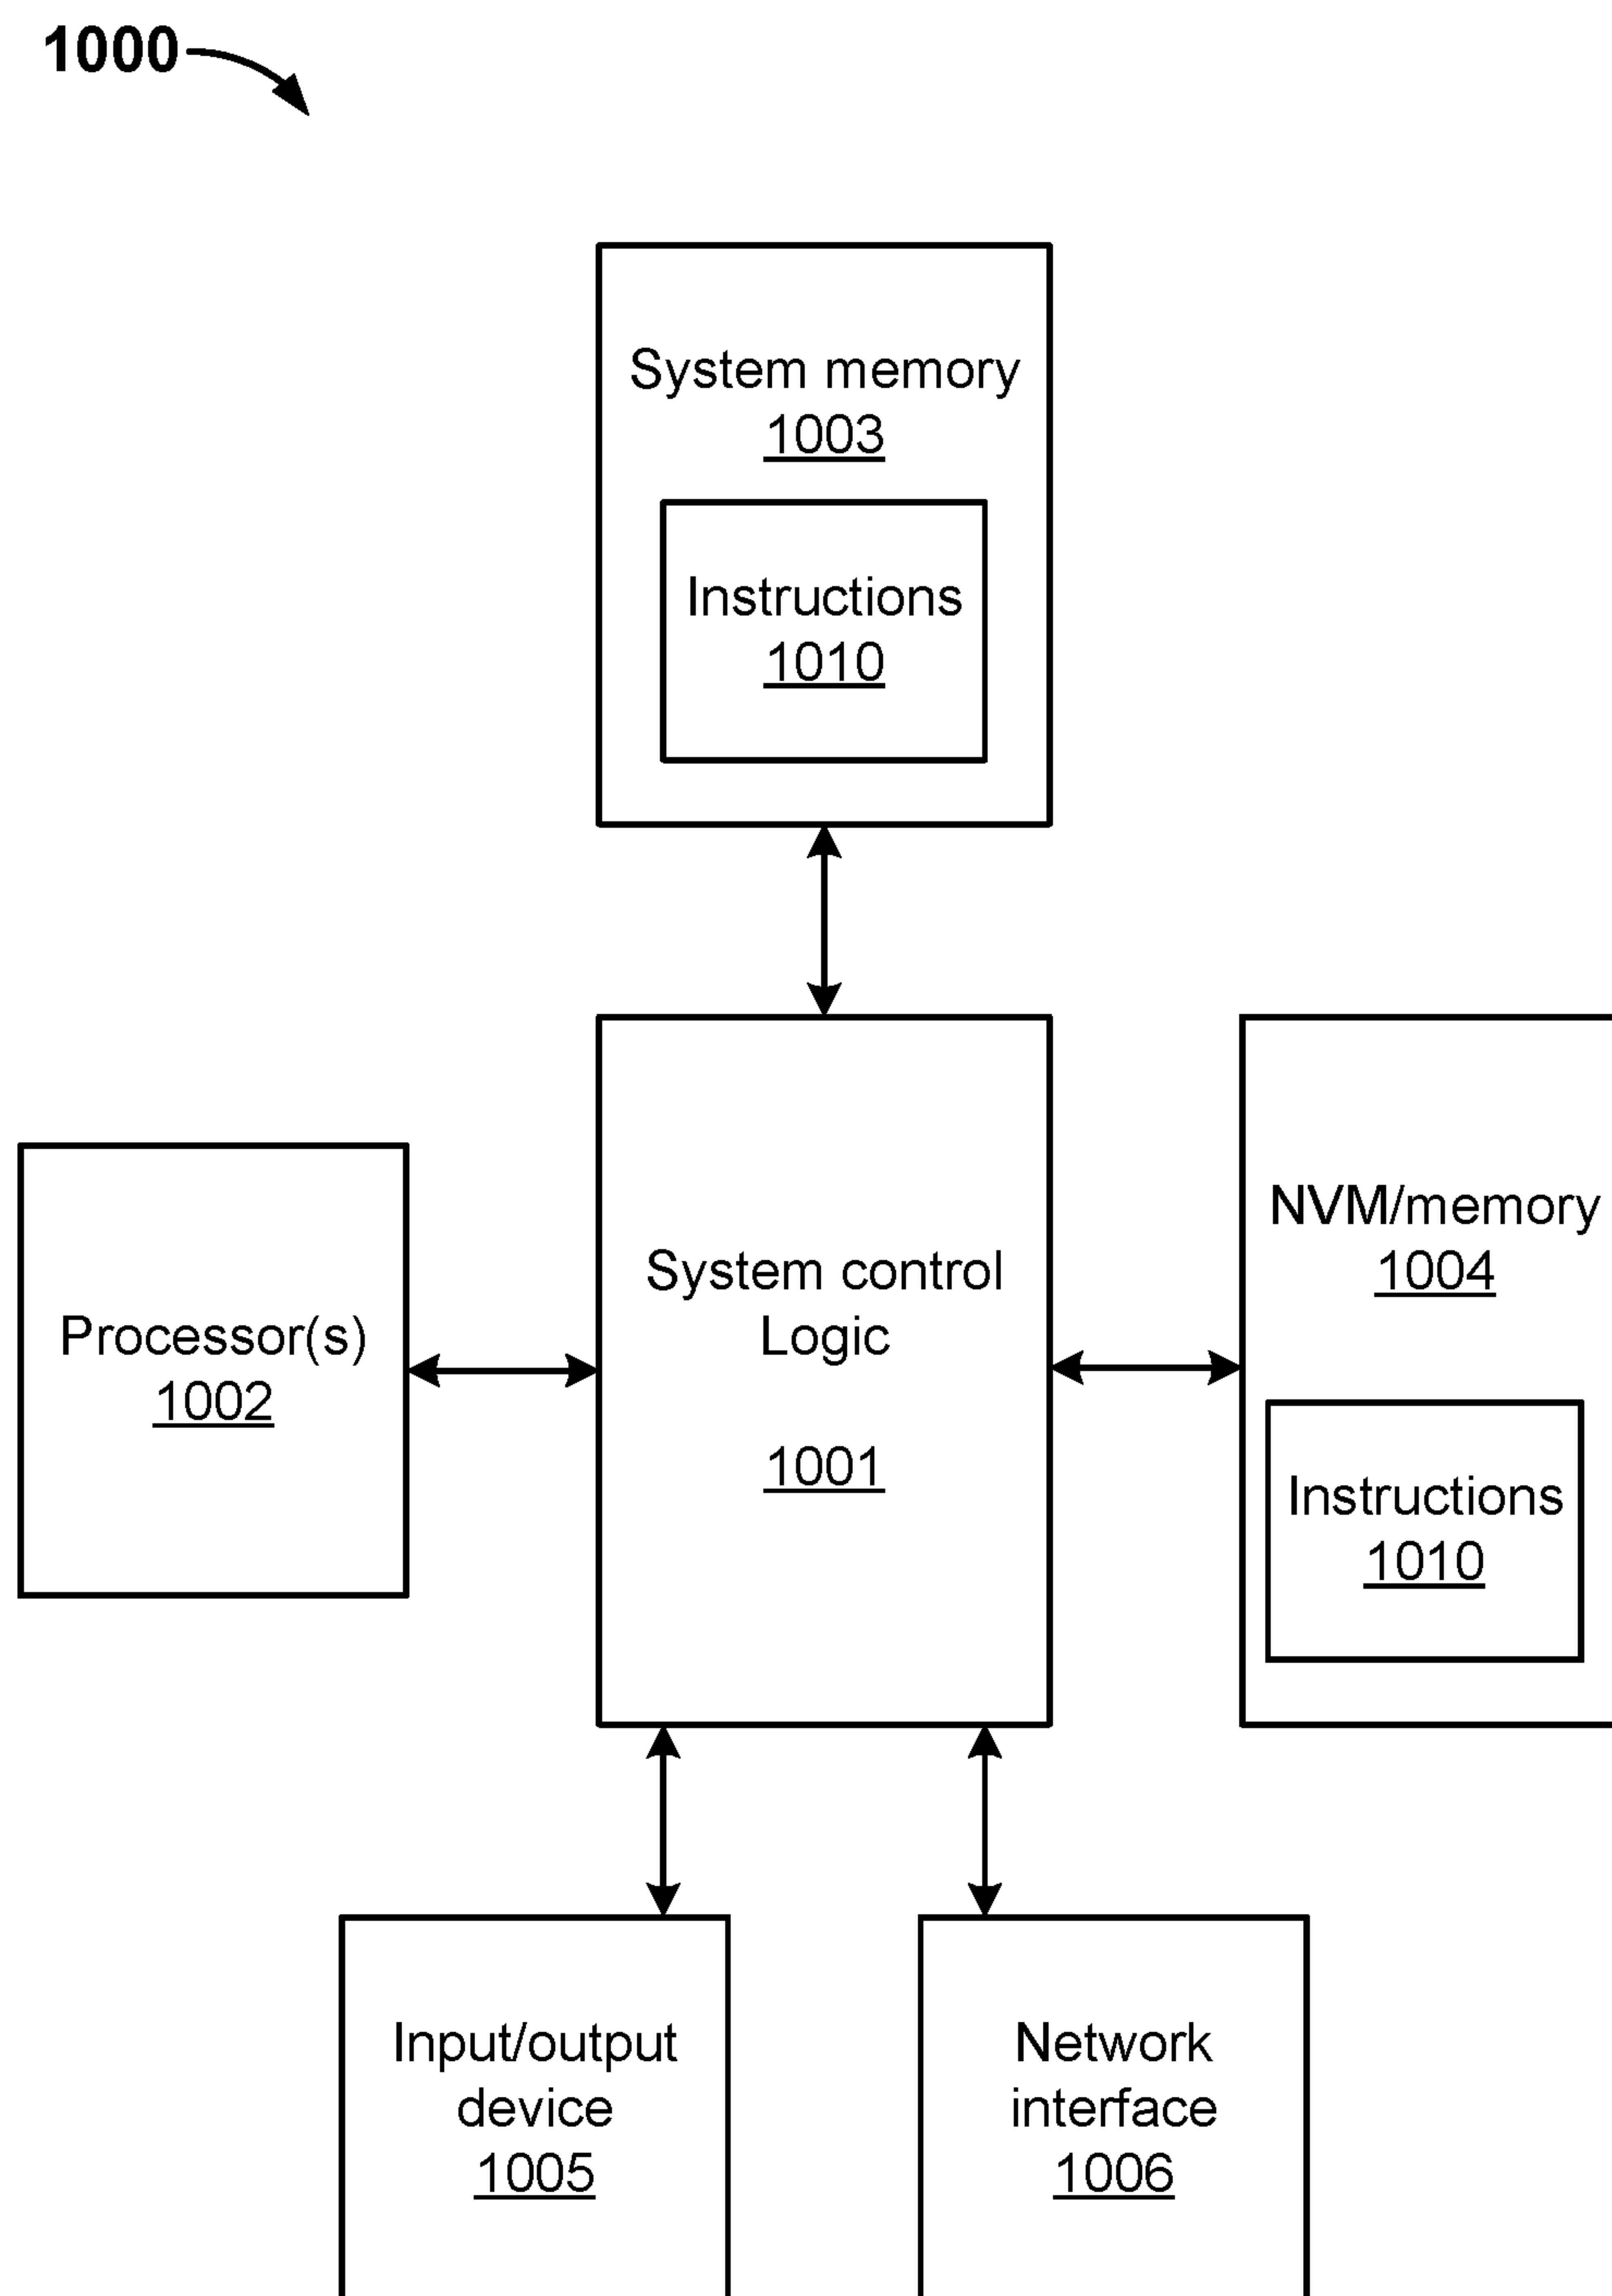 1000
System memory
1003
Instructions
1010
Processor(s)
1002
System control
Logic
1001
NVM/memory
1004
Instructions
1010
Input/output
device
1005
Network
interface
1006